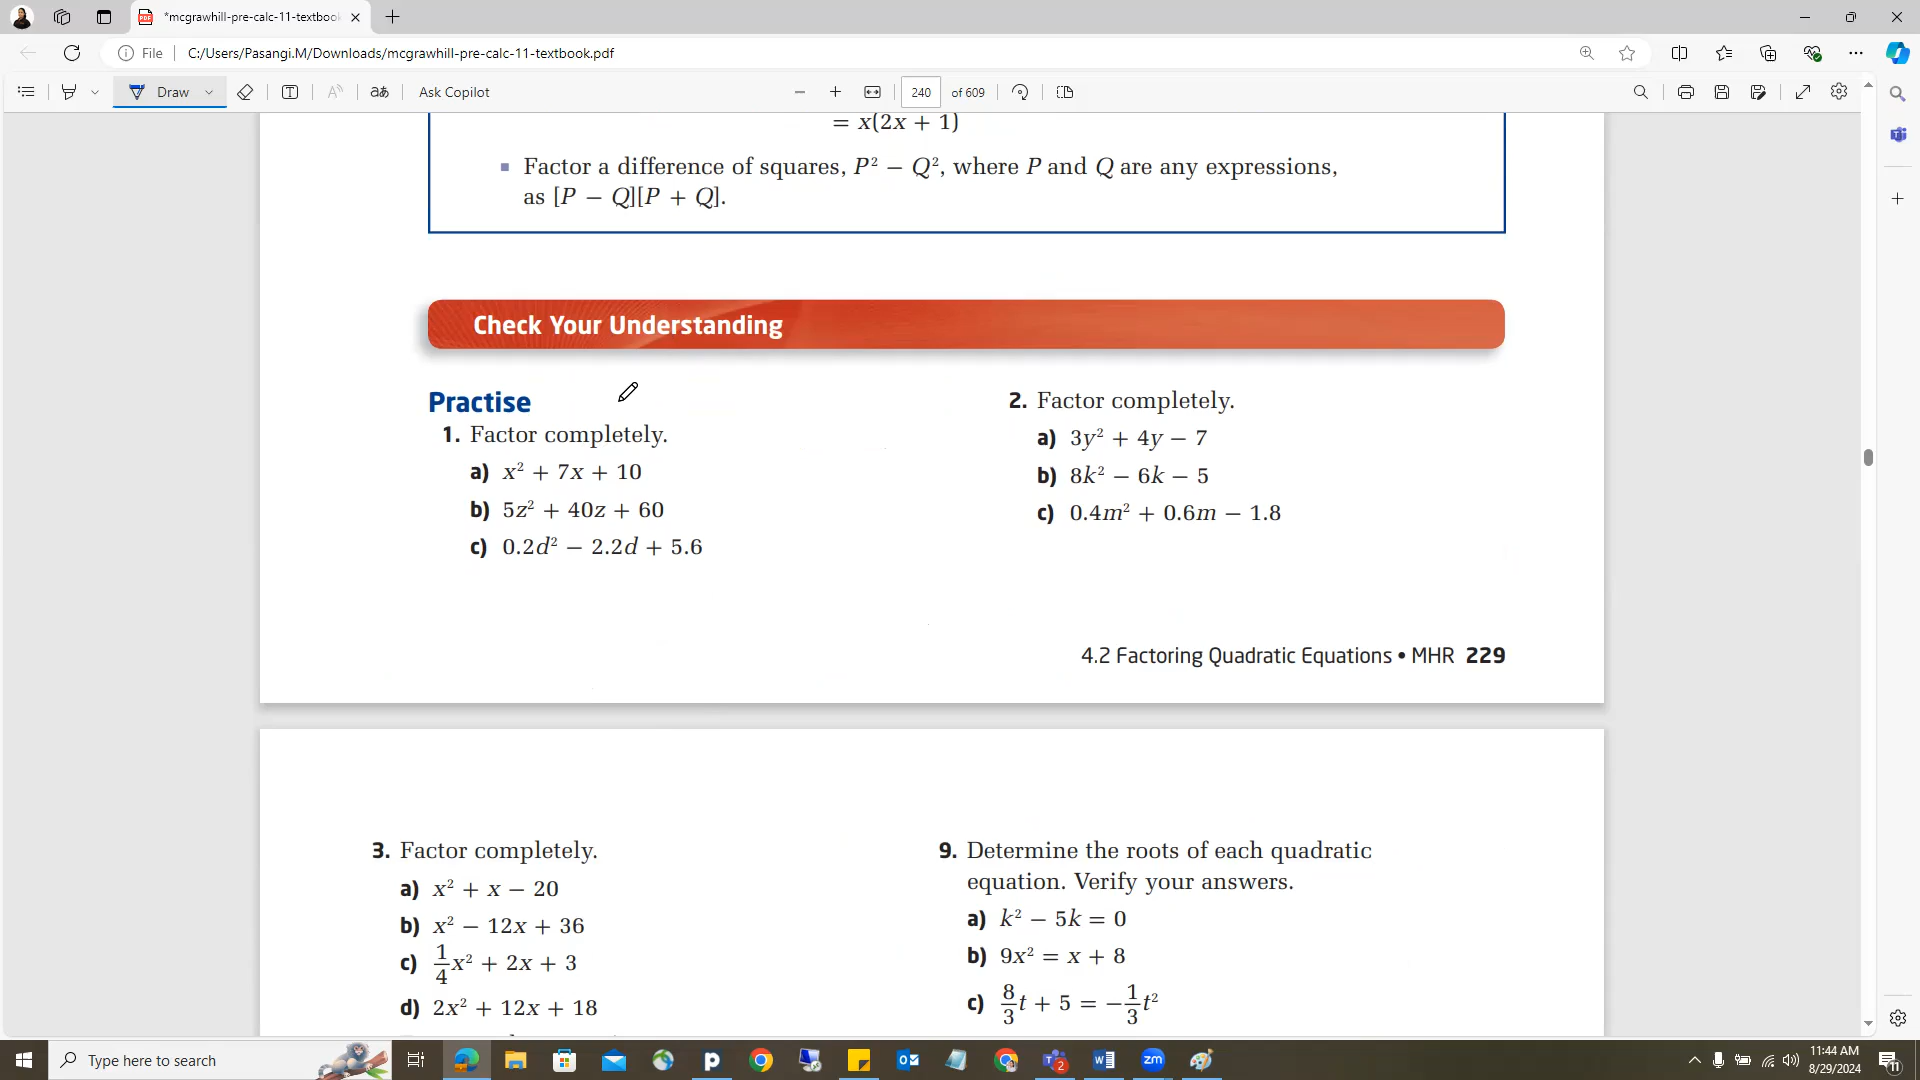 *mcgrawhill-pre-calc-11-textbook
File
C:/Users/Pasangi.M/Downloads/mcgrawhill-pre-calc-11-textbook.pdf
Draw
Ask Copilot
240 of 609
= x(2x + 1)
Factor a difference of squares, P² − Q², where P and Q are any expressions,
as [P − Q][P + Q].
Check Your Understanding
Practise
1. Factor completely.
a) x² + 7x + 10
b) 5z² + 40z + 60
c) 0.2d² − 2.2d + 5.6
2. Factor completely.
a) 3y² + 4y − 7
b) 8k² − 6k − 5
c) 0.4m² + 0.6m − 1.8
4.2 Factoring Quadratic Equations • MHR 229
3. Factor completely.
a) x² + x − 20
b) x² − 12x + 36
c) 1/4 x² + 2x + 3
d) 2x² + 12x + 18
9. Determine the roots of each quadratic
equation. Verify your answers.
a) k² − 5k = 0
b) 9x² = x + 8
c) 8/3 t + 5 = −1/3 t²
Type here to search
11:44 AM
8/29/2024